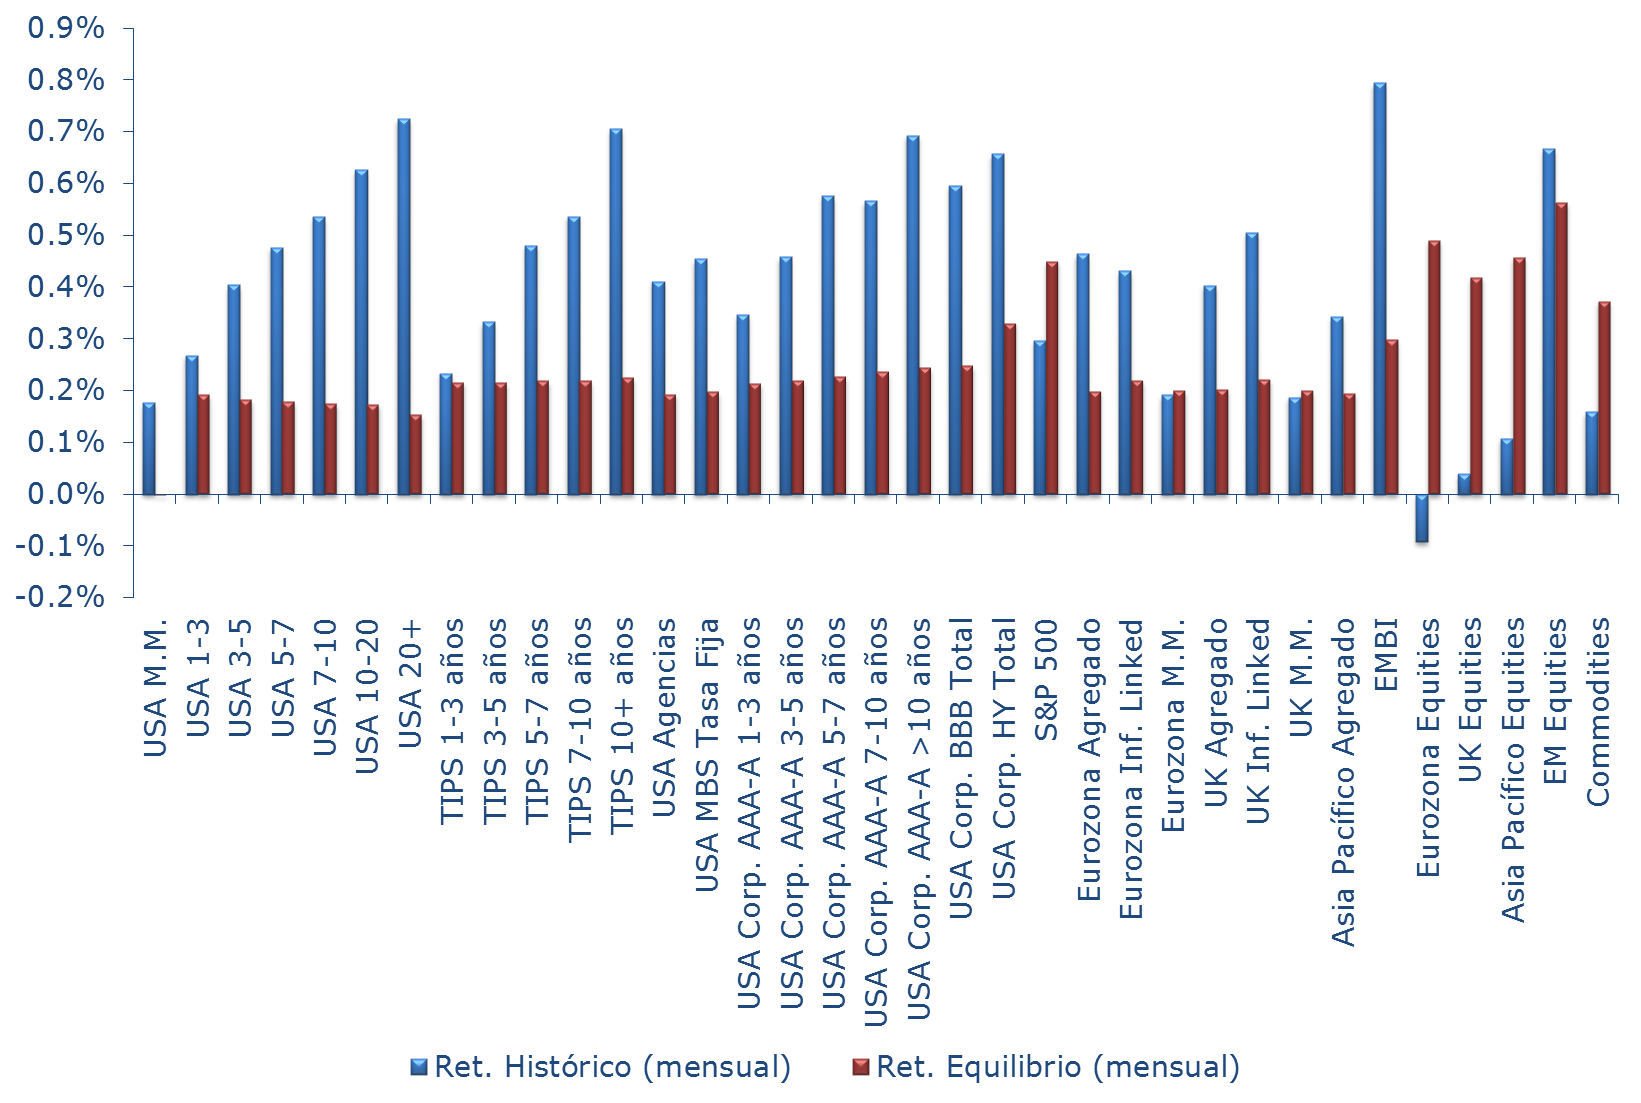 0.9%
0.8%
0.7%
0.6%
0.5%
0.4%
0.3%
0.2%
0.1%
0.0%
-0.1%
-0.2%
USA M.M.
USA 1-3
USA 3-5
USA 5-7
USA 7-10
USA 10-20
USA 20+
TIPS 1-3 años
TIPS 3-5 años
TIPS 5-7 años
TIPS 7-10 años
TIPS 10+ años
USA Agencias
USA MBS Tasa Fija
USA Corp. AAA-A 1-3 años
USA Corp. AAA-A 3-5 años
USA Corp. AAA-A 5-7 años
USA Corp. AAA-A 7-10 años
USA Corp. AAA-A >10 años
USA Corp. BBB Total
USA Corp. HY Total
S&P 500
Eurozona Agregado
Eurozona Inf. Linked
Eurozona M.M.
UK Agregado
UK Inf. Linked
UK M.M.
Asia Pacífico Agregado
EMBI
Eurozona Equities
UK Equities
Asia Pacífico Equities
EM Equities
Commodities
Ret. Histórico (mensual)
Ret. Equilibrio (mensual)